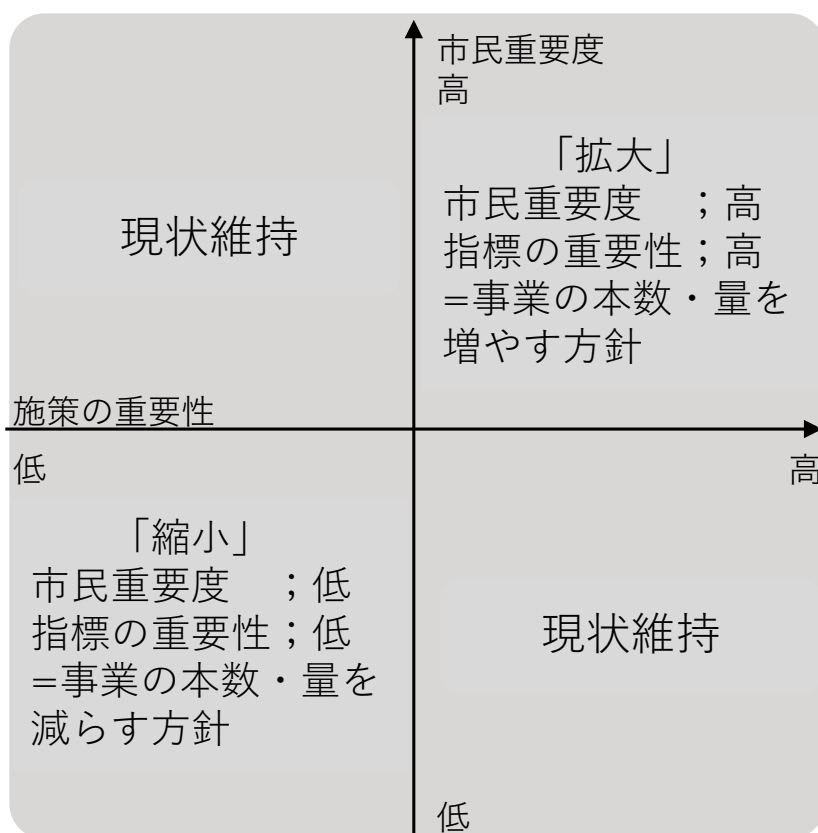 市民重要度
高
「拡大」
市民重要度　；高
指標の重要性；高
=事業の本数・量を
増やす方針
現状維持
施策の重要性
低
高
「縮小」
市民重要度　；低
指標の重要性；低
=事業の本数・量を
減らす方針
現状維持
低